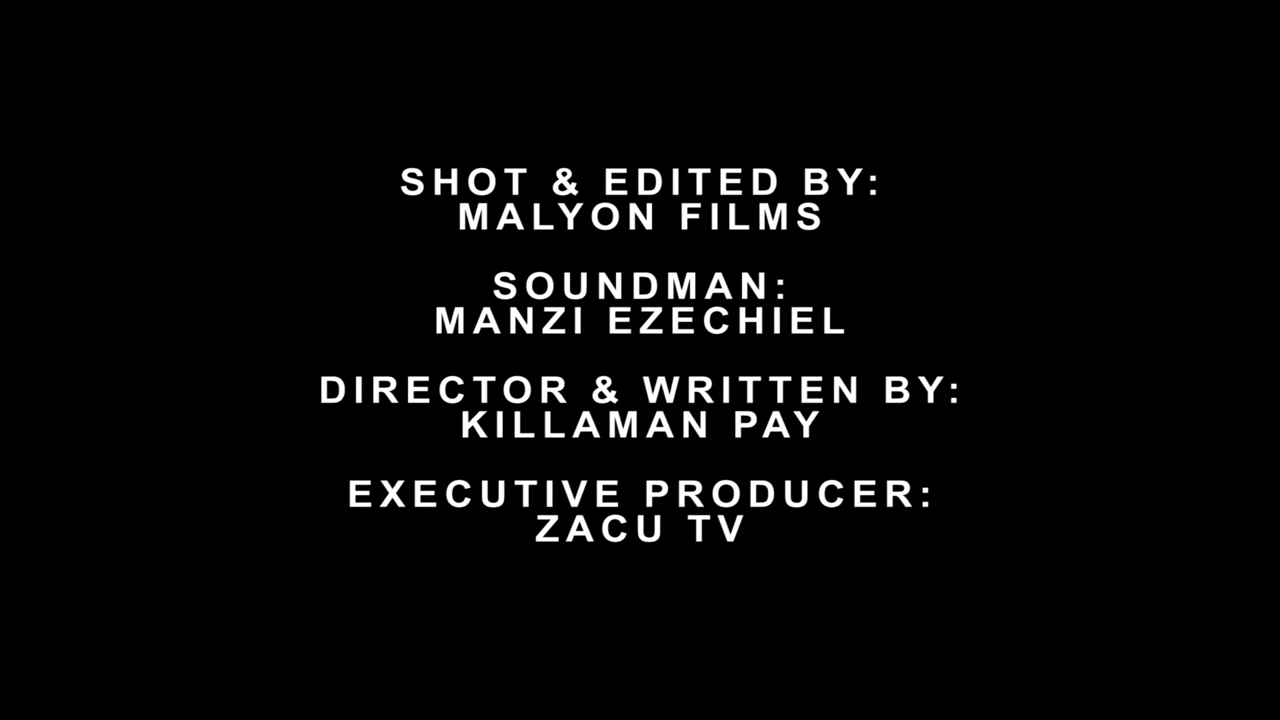 SHOT & EDITED BY:
MALYON FILMS
SOUNDMAN:
MANZI EZECHIEL
DIRECTOR & WRITTEN BY:
KILLAMAN PAY
EXECUTIVE PRODUCER:
ZACU TV